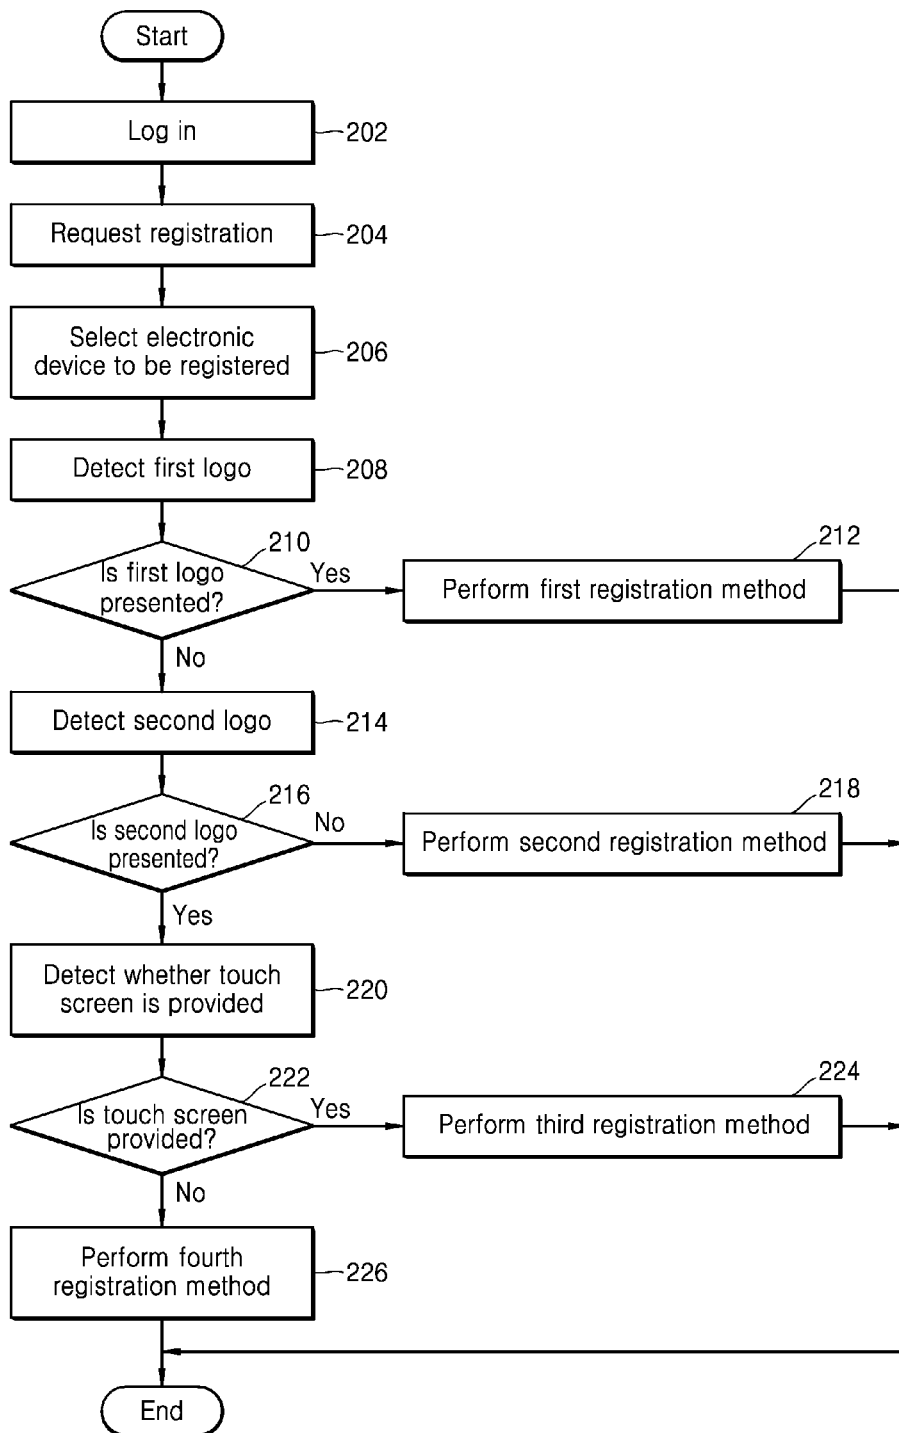 Start
Log in
202
Request registration
204
Select electronic
device to be registered
206
Detect first logo
208
210
Is first logo
presented?
Yes
212
Perform first registration method
No
Detect second logo
214
216
Is second logo
presented?
No
218
Perform second registration method
Yes
Detect whether touch
screen is provided
220
222
Is touch screen
provided?
Yes
224
Perform third registration method
No
Perform fourth
registration method
226
End